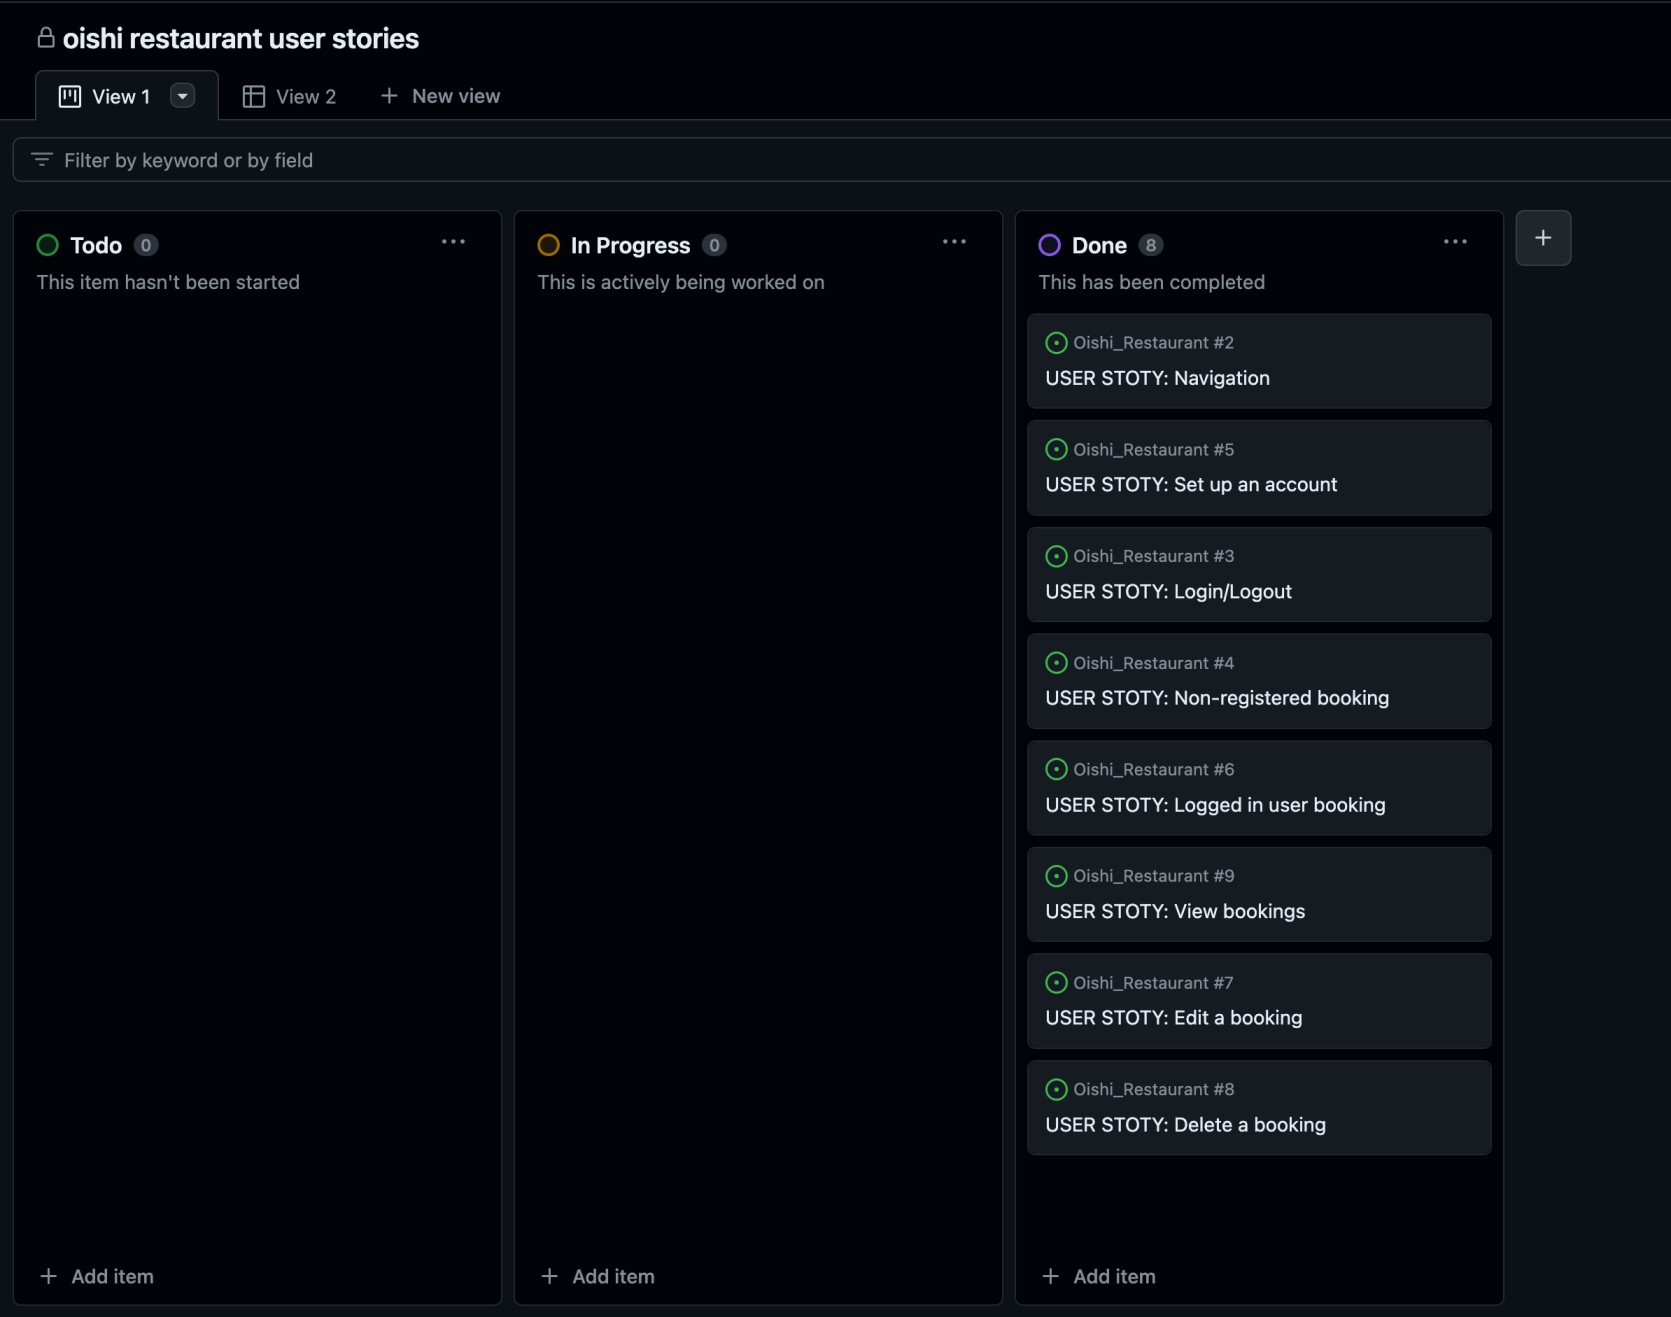 oishi restaurant user stories
View 1
View 2
New view
Filter by keyword or by field
Todo 0
This item hasn't been started
Add item
In Progress 0
This is actively being worked on
Add item
Done 8
This has been completed
Oishi_Restaurant #2
USER STOTY: Navigation
Oishi_Restaurant #5
USER STOTY: Set up an account
Oishi_Restaurant #3
USER STOTY: Login/Logout
Oishi_Restaurant #4
USER STOTY: Non-registered booking
Oishi_Restaurant #6
USER STOTY: Logged in user booking
Oishi_Restaurant #9
USER STOTY: View bookings
Oishi_Restaurant #7
USER STOTY: Edit a booking
Oishi_Restaurant #8
USER STOTY: Delete a booking
Add item